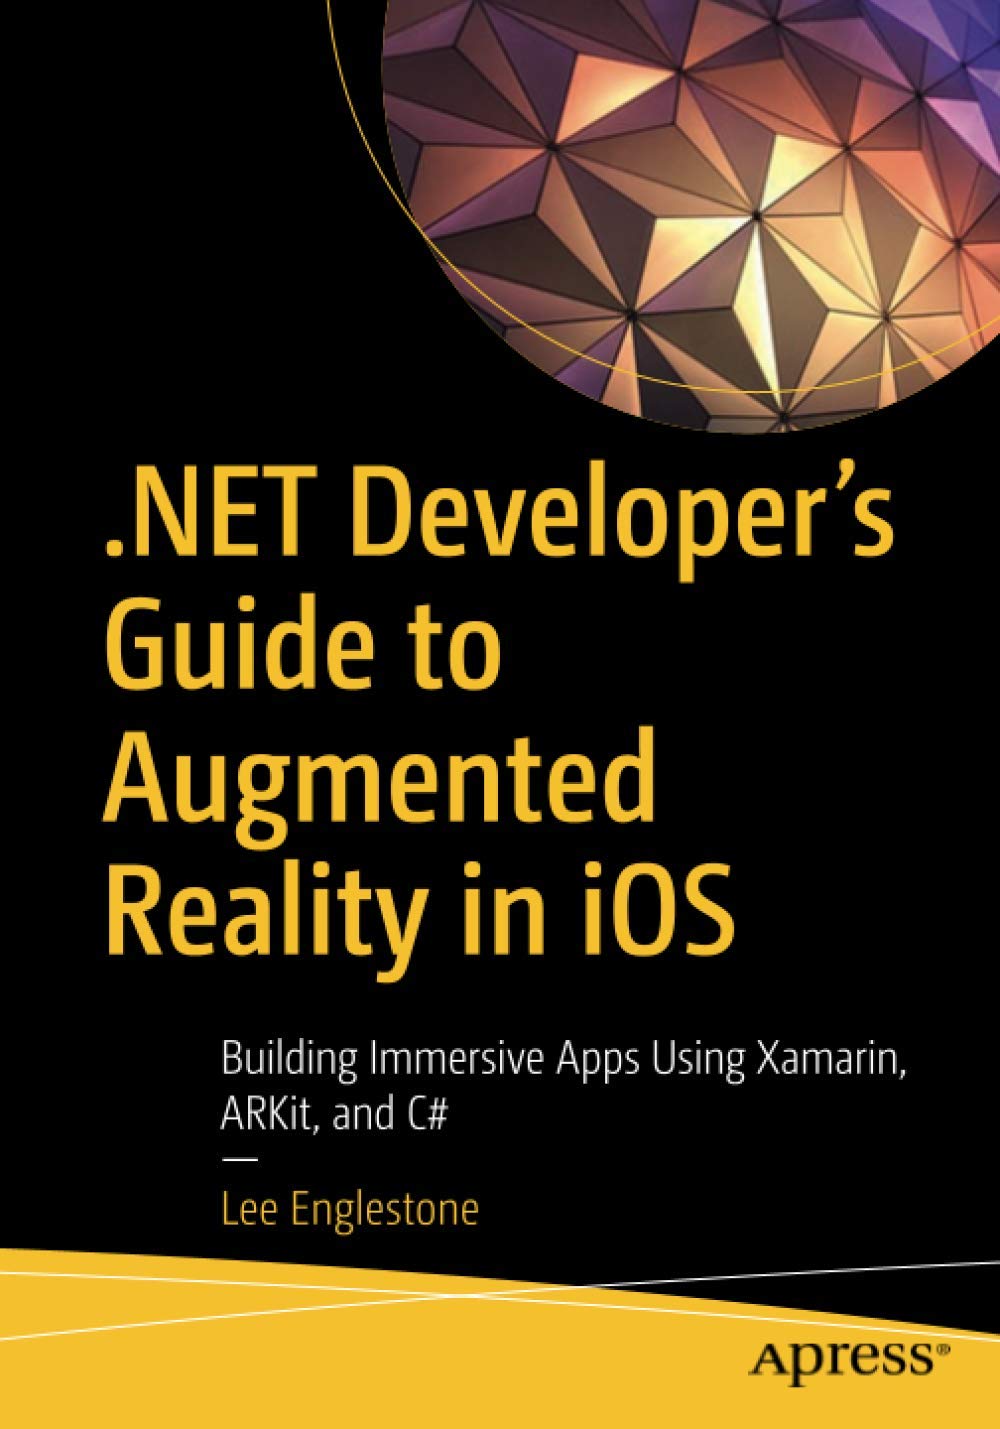 .NET Developer’s
Guide to
Augmented
Reality in iOS
Building Immersive Apps Using Xamarin,
ARKit, and C#
—
Lee Englestone
Apress®